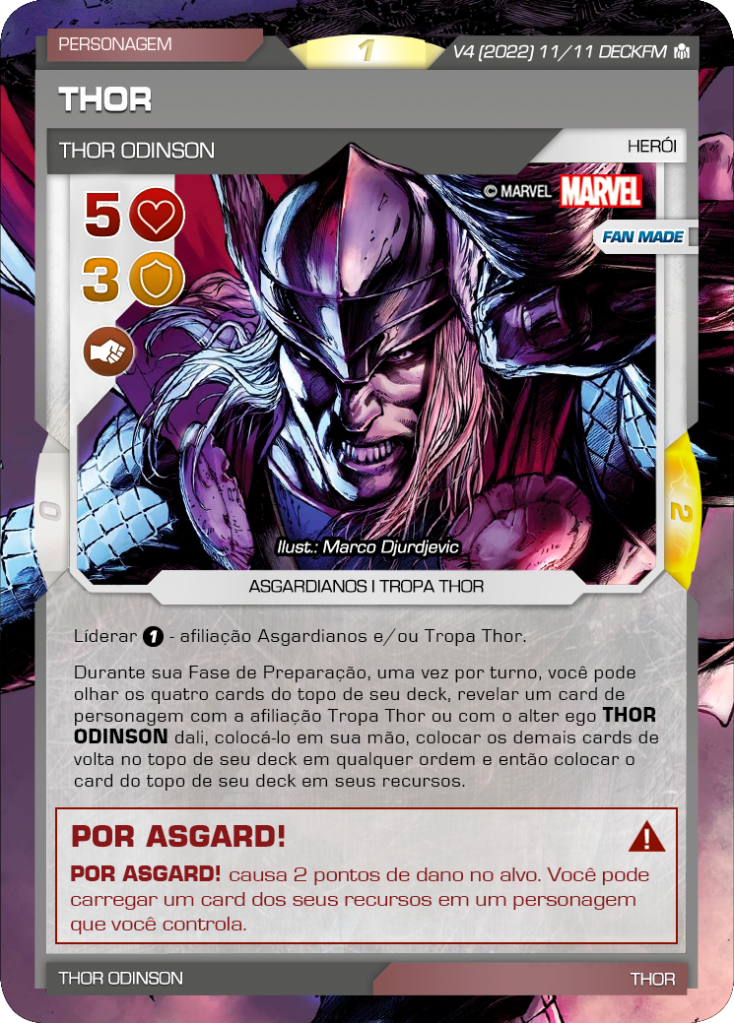 PERSONAGEM
1
V4 (2022) 11/11 DECKFM
THOR
THOR ODINSON
HERÓI
5
© MARVEL MARVEL
FAN MADE
3
0
2
Ilust.: Marco Djurdjevic
ASGARDIANOS | TROPA THOR
Líderar 1 - afiliação Asgardianos e/ou Tropa Thor.
Durante sua Fase de Preparação, uma vez por turno, você pode
olhar os quatro cards do topo de seu deck, revelar um card de
personagem com a afiliação Tropa Thor ou com o alter ego THOR
ODINSON dali, colocá-lo em sua mão, colocar os demais cards de
volta no topo de seu deck em qualquer ordem e então colocar o
card do topo de seu deck em seus recursos.
POR ASGARD!
POR ASGARD! causa 2 pontos de dano no alvo. Você pode
carregar um card dos seus recursos em um personagem
que você controla.
THOR ODINSON
THOR